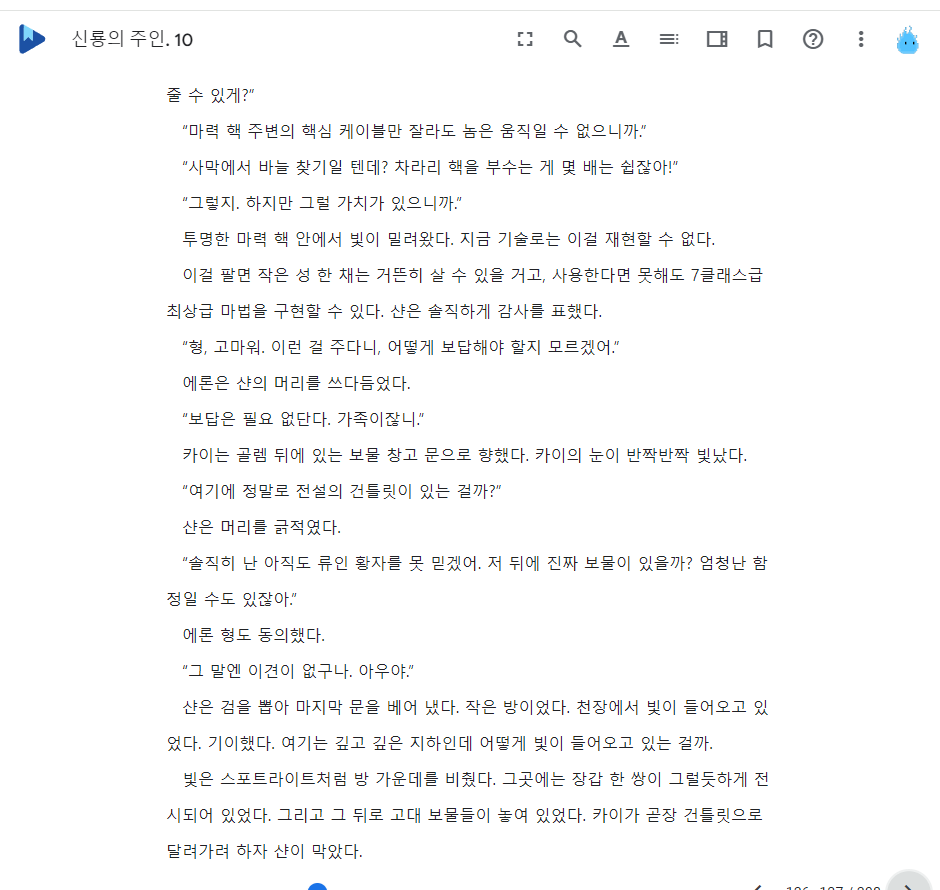 신룡의 주인. 10
줄 수 있게?"
"마력 핵 주변의 핵심 케이블만 잘라도 놈은 움직일 수 없으니까."
"사막에서 바늘 찾기일 텐데? 차라리 핵을 부수는 게 몇 배는 쉽잖아!"
"그렇지. 하지만 그럴 가치가 있으니까."
투명한 마력 핵 안에서 빛이 밀려왔다. 지금 기술로는 이걸 재현할 수 없다.
이걸 팔면 작은 성 한 채는 거뜬히 살 수 있을 거고, 사용한다면 못해도 7클래스급
최상급 마법을 구현할 수 있다. 샨은 솔직하게 감사를 표했다.
"형, 고마워. 이런 걸 주다니, 어떻게 보답해야 할지 모르겠어."
에론은 샨의 머리를 쓰다듬었다.
"보답은 필요 없단다. 가족이잖니."
카이는 골렘 뒤에 있는 보물 창고 문으로 향했다. 카이의 눈이 반짝반짝 빛났다.
"여기에 정말로 전설의 건틀릿이 있는 걸까?"
샨은 머리를 긁적였다.
"솔직히 난 아직도 류인 황자를 못 믿겠어. 저 뒤에 진짜 보물이 있을까? 엄청난 함
정일 수도 있잖아."
에론 형도 동의했다.
"그 말엔 이견이 없구나. 아우야."
샨은 검을 뽑아 마지막 문을 베어 냈다. 작은 방이었다. 천장에서 빛이 들어오고 있
었다. 기이했다. 여기는 깊고 깊은 지하인데 어떻게 빛이 들어오고 있는 걸까.
빛은 스포트라이트처럼 방 가운데를 비췄다. 그곳에는 장갑 한 쌍이 그럴듯하게 전
시되어 있었다. 그리고 그 뒤로 고대 보물들이 놓여 있었다. 카이가 곧장 건틀릿으로
달려가려 하자 샨이 막았다.